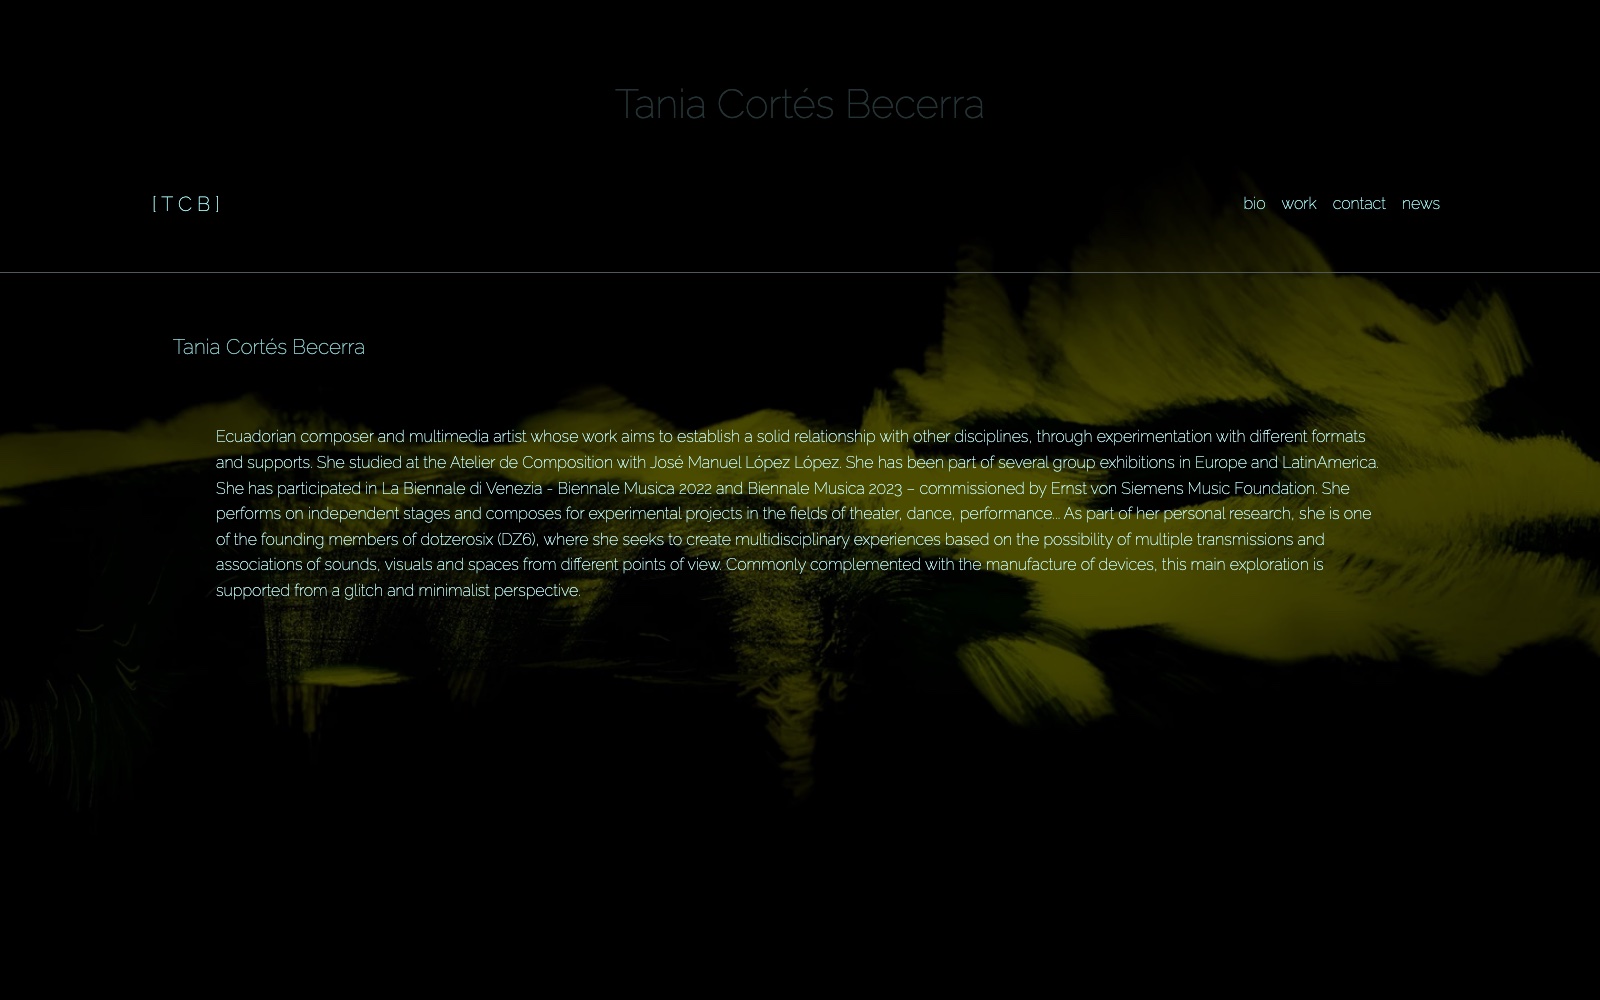 Tania Cortés Becerra
[ T C B ]
bio work contact news
Tania Cortés Becerra
Ecuadorian composer and multimedia artist whose work aims to establish a solid relationship with other disciplines, through experimentation with different formats
and supports. She studied at the Atelier de Composition with José Manuel López López. She has been part of several group exhibitions in Europe and LatinAmerica.
She has participated in La Biennale di Venezia - Biennale Musica 2022 and Biennale Musica 2023 – commissioned by Ernst von Siemens Music Foundation. She
performs on independent stages and composes for experimental projects in the fields of theater, dance, performance... As part of her personal research, she is one
of the founding members of dotzerosix (DZ6), where she seeks to create multidisciplinary experiences based on the possibility of multiple transmissions and
associations of sounds, visuals and spaces from different points of view. Commonly complemented with the manufacture of devices, this main exploration is
supported from a glitch and minimalist perspective.